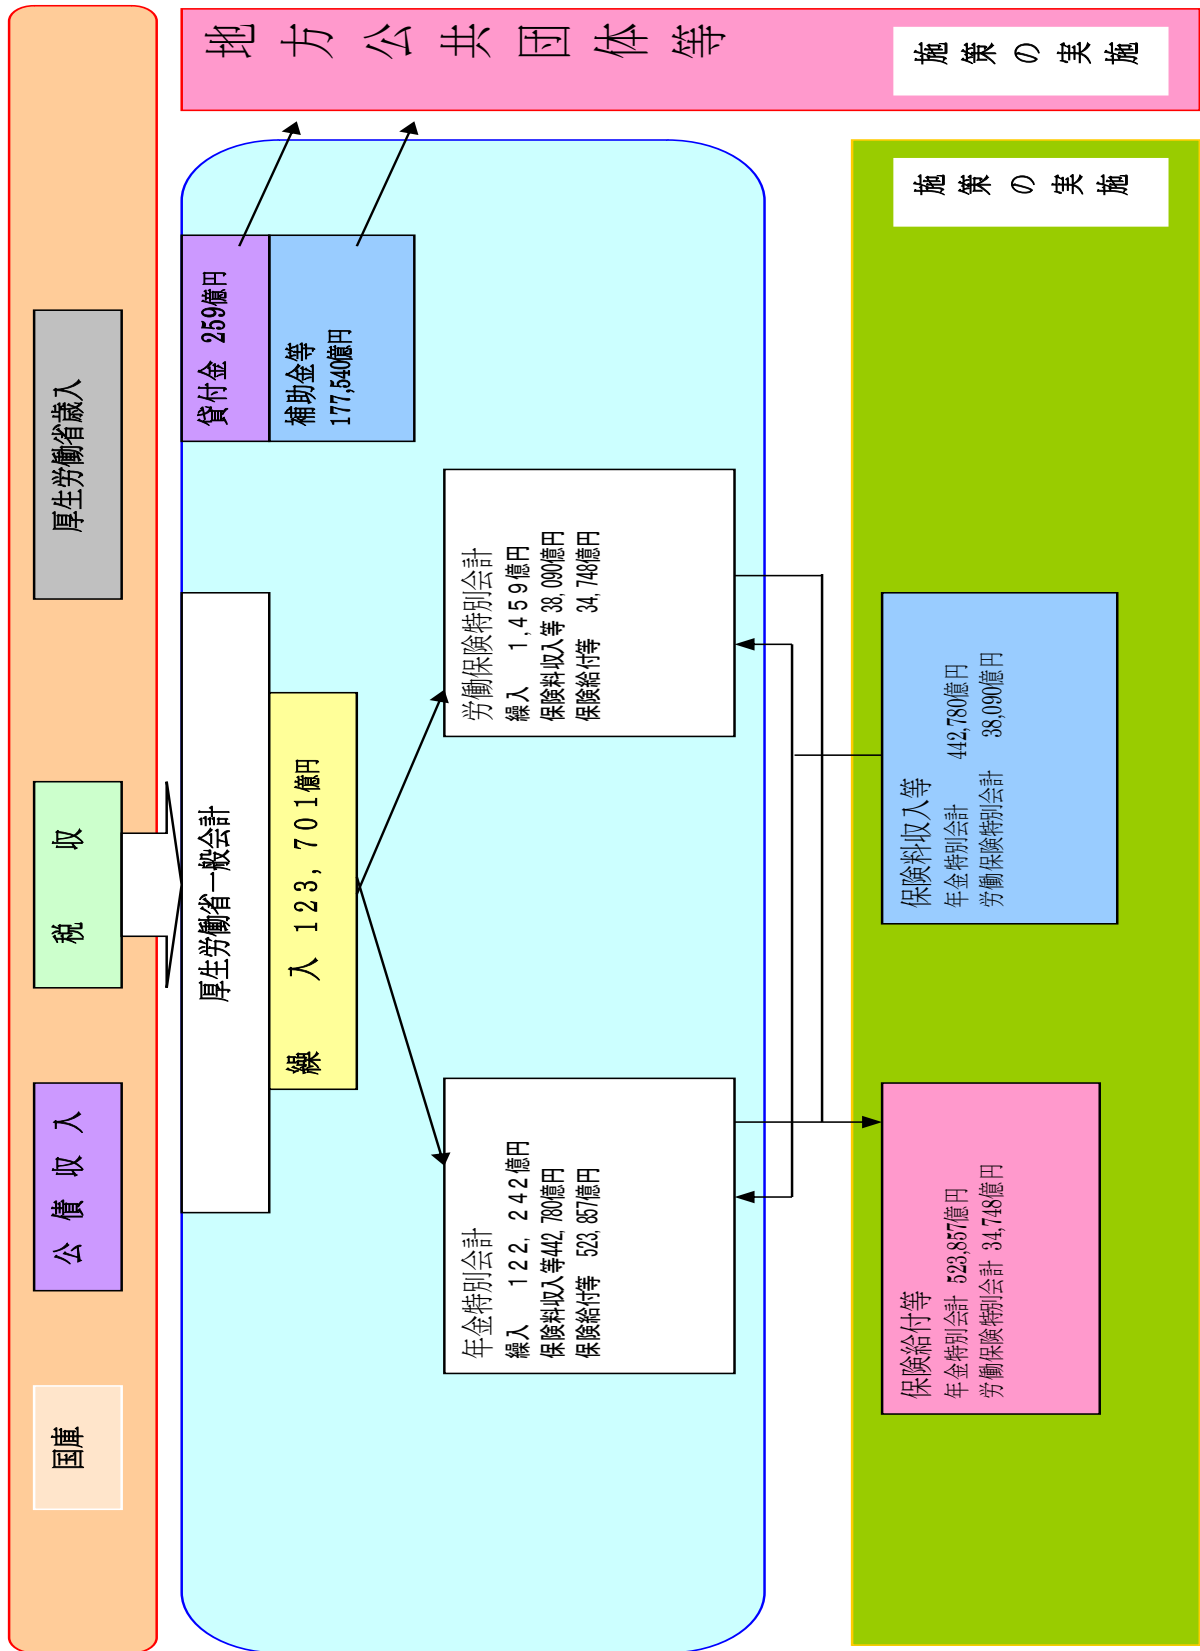 国庫
公債収入
税　収
厚生労働省歳入
厚生労働省一般会計
繰　入　１２３，７０１億円
貸付金 259億円
補助金等
177,540億円
年金特別会計
繰入　１２２，２４２億円
保険料収入等442,780億円
保険給付等　523,857億円
労働保険特別会計
繰入　１，４５９億円
保険料収入等 38,090億円
保険給付等　34,748億円
地方公共団体等
施策の実施
保険給付等
年金特別会計 523,857億円
労働保険特別会計 34,748億円
保険料収入等
年金特別会計　442,780億円
労働保険特別会計　38,090億円
施策の実施